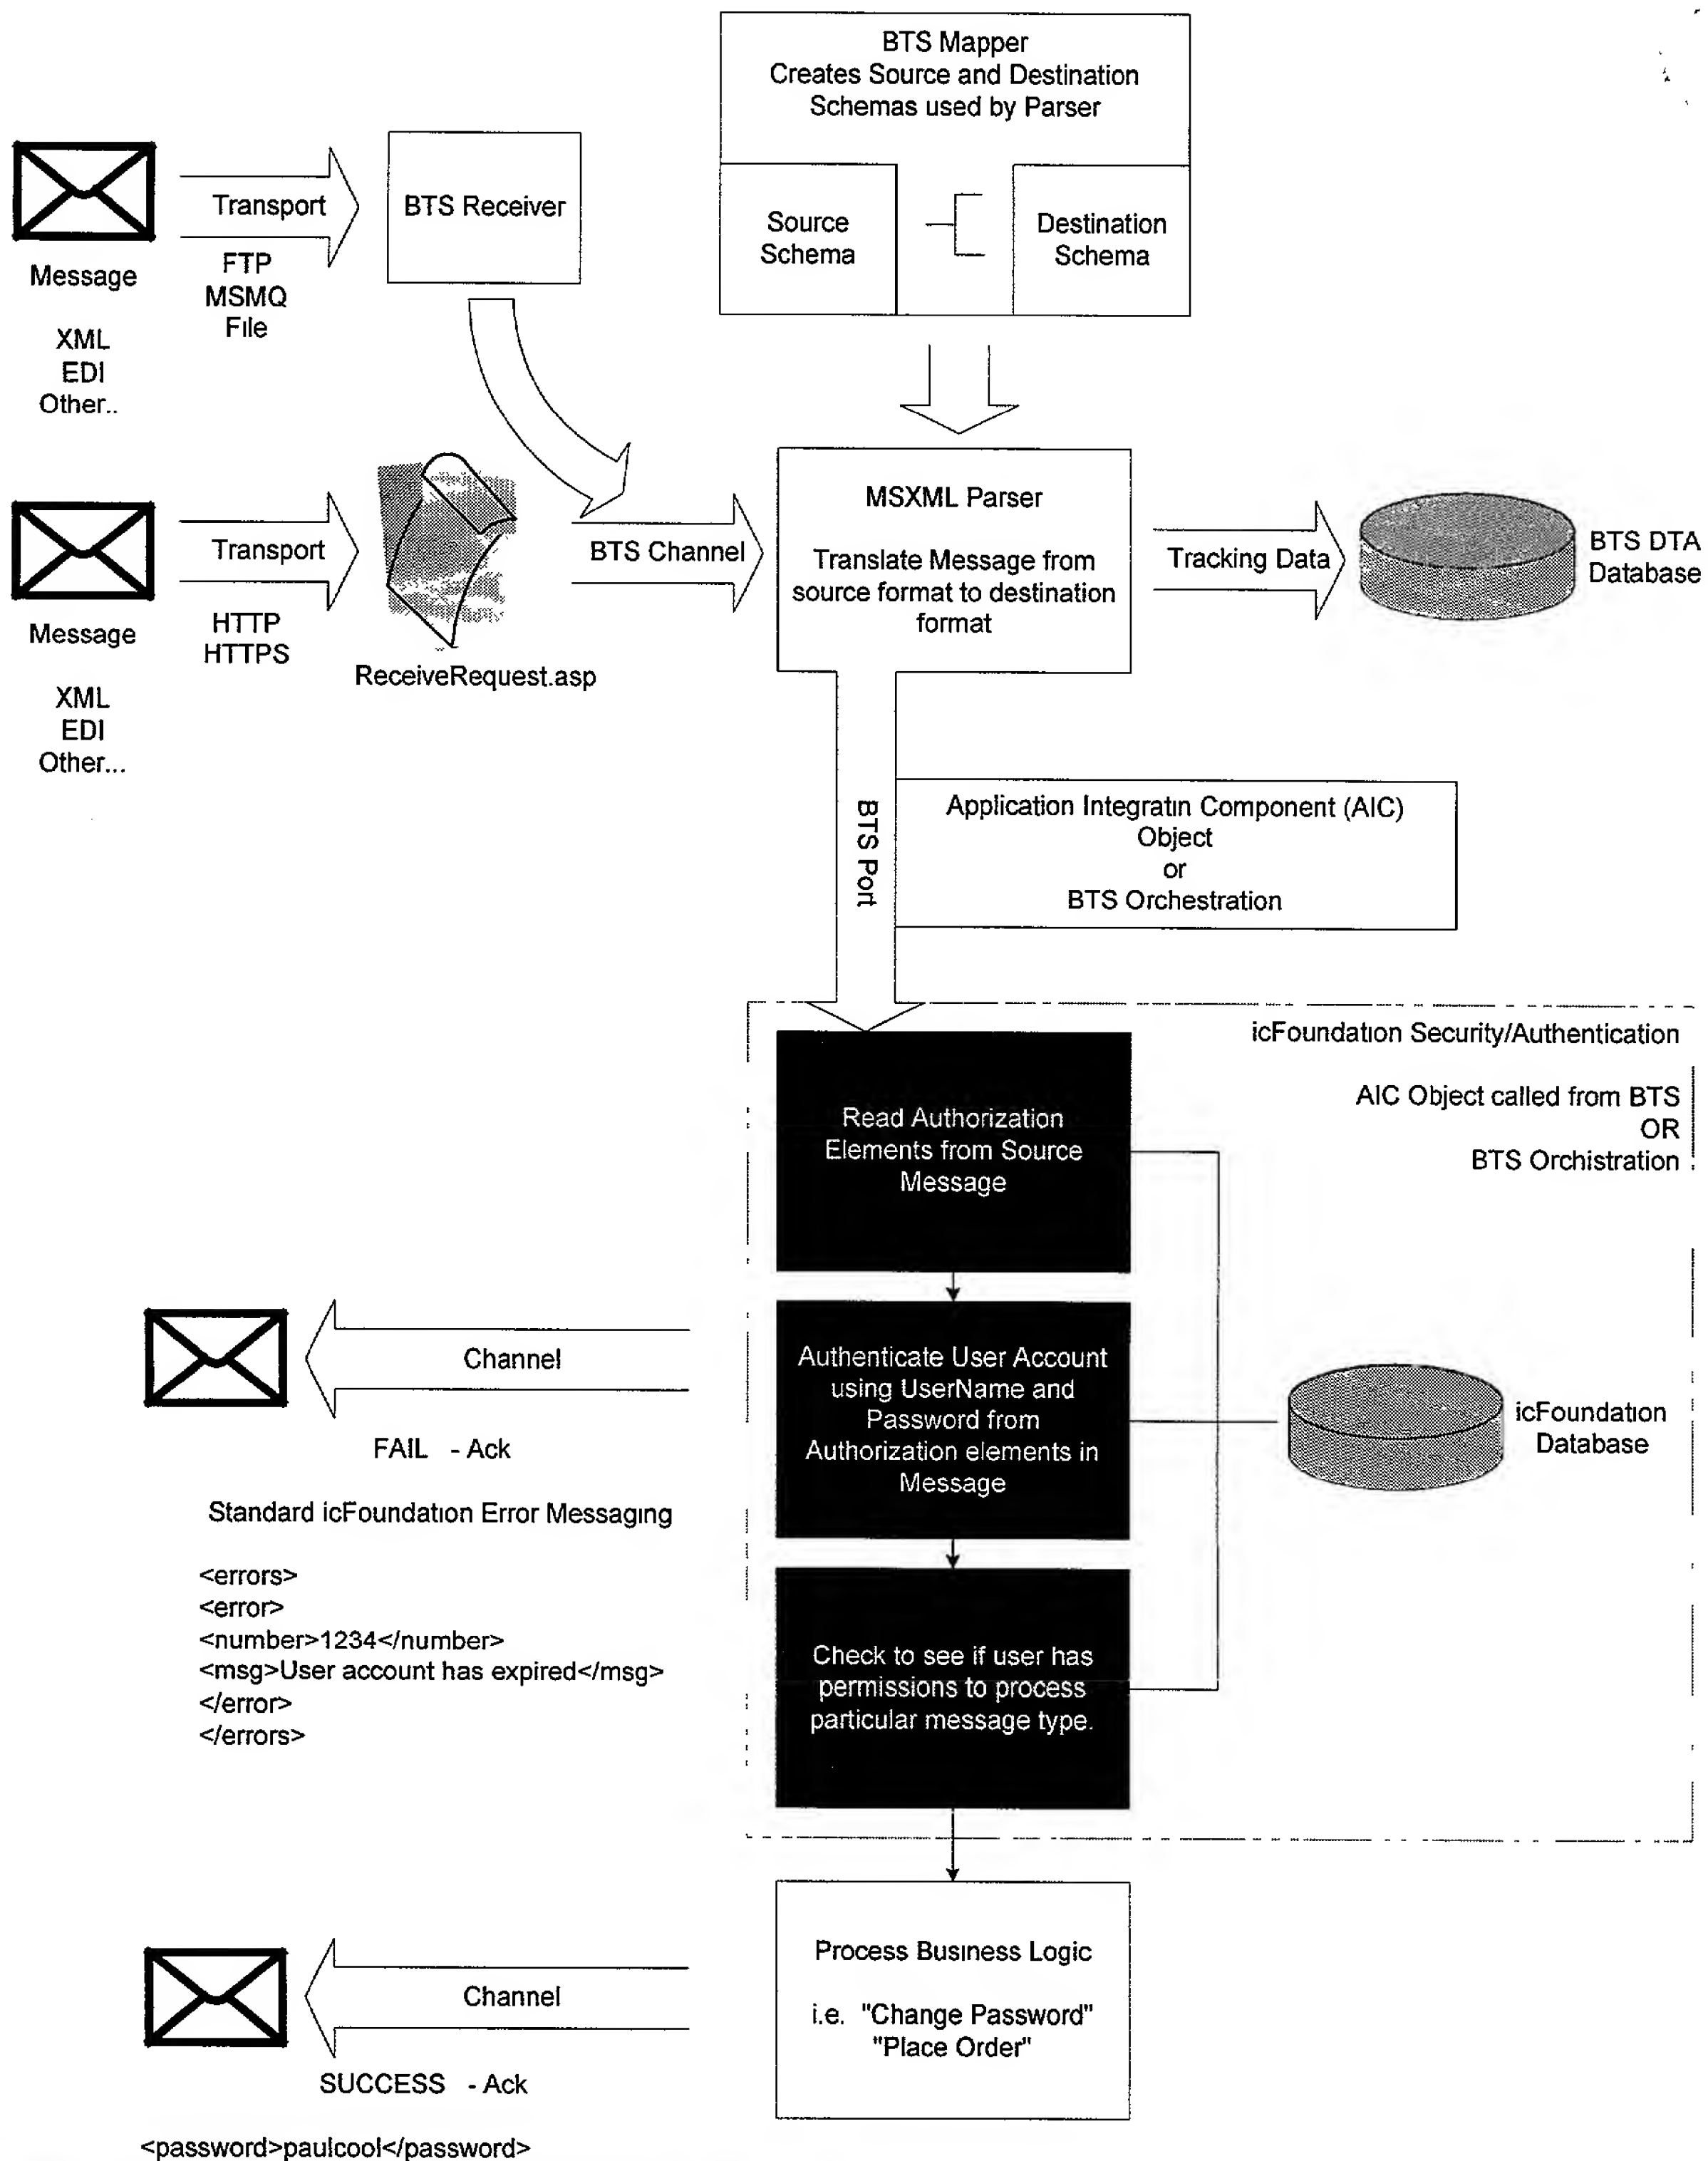 BTS Mapper
Creates Source and Destination
Schemas used by Parser
Source
Schema
Destination
Schema
Transport
BTS Receiver
Message
FTP
MSMQ
File
XML
EDI
Other..
Transport
BTS Channel
MSXML Parser
Translate Message from
source format to destination
format
Tracking Data
BTS DTA
Database
Message
HTTP
HTTPS
ReceiveRequest.asp
XML
EDI
Other...
BTS Port
Application Integratin Component (AIC)
Object
or
BTS Orchestration
icFoundation Security/Authentication
AIC Object called from BTS
OR
BTS Orchistration
Read Authorization
Elements from Source
Message
Channel
FAIL - Ack
Authenticate User Account
using UserName and
Password from
Authorization elements in
Message
icFoundation
Database
Standard icFoundation Error Messaging
<errors>
<error>
<number>1234</number>
<msg>User account has expired</msg>
</error>
</errors>
Check to see if user has
permissions to process
particular message type.
Process Business Logic
i.e. "Change Password"
"Place Order"
Channel
SUCCESS - Ack
<password>paulcool</password>